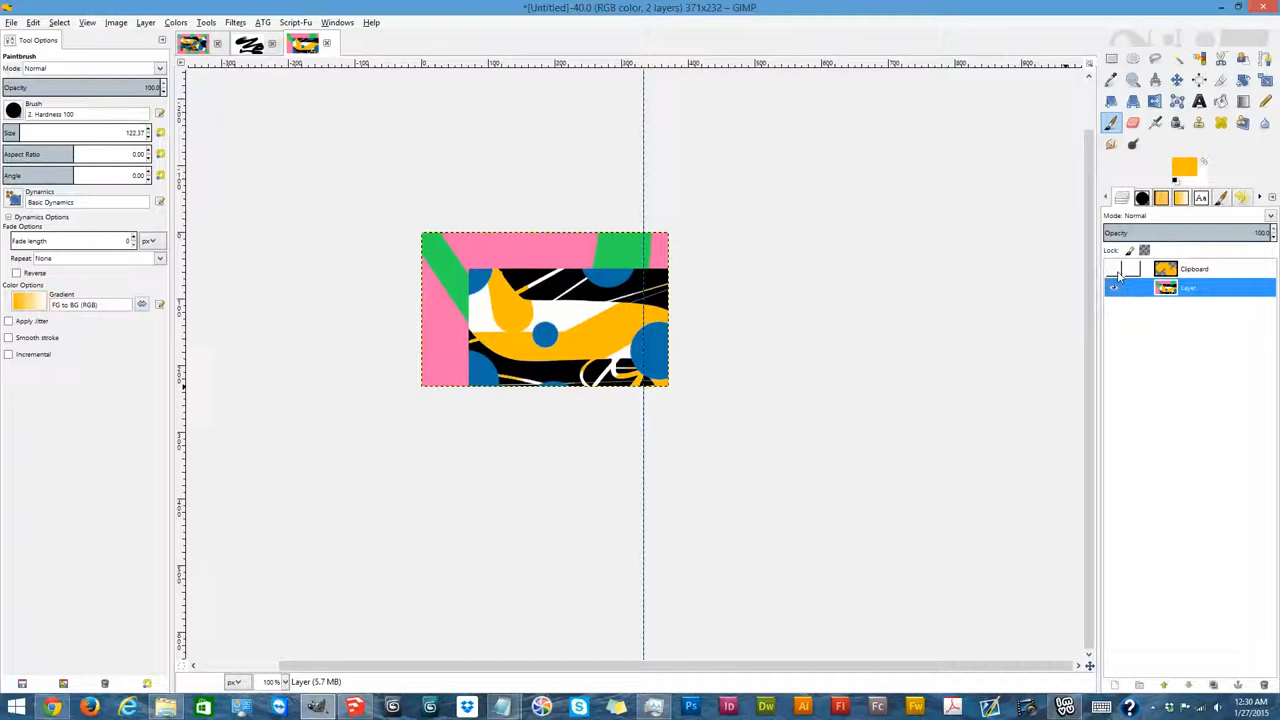 *[Untitled]-40.0 (RGB color, 2 layers) 371x232 – GIMP
File Edit Select View Image Layer Colors Tools Filters ATG Script-Fu Windows Help
Tool Options
Paintbrush
Mode: Normal
Opacity 100.0
Brush
2. Hardness 100
Size 122.37
Aspect Ratio 0.00
Angle 0.00
Dynamics
Basic Dynamics
Dynamics Options
Fade Options
Fade length 0 px
Repeat: None
Reverse
Color Options
Gradient
FG to BG (RGB)
Apply Jitter
Smooth stroke
Incremental
Mode: Normal
Opacity 100.0
Lock:
Clipboard
Layer
px 100 % Layer (5.7 MB)
12:30 AM
1/27/2015